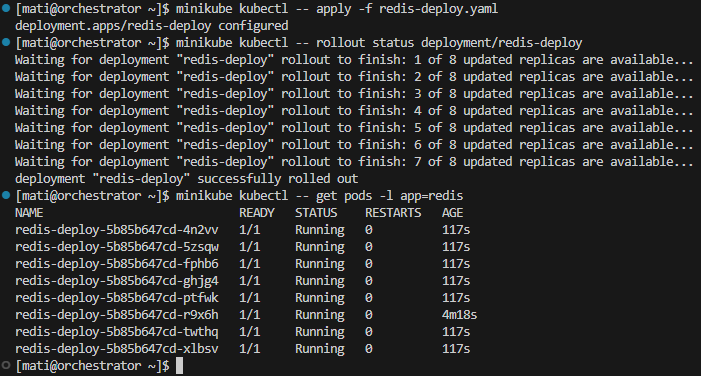 [mati@orchestrator ~]$ minikube kubectl -- apply -f redis-deploy.yaml
deployment.apps/redis-deploy configured
[mati@orchestrator ~]$ minikube kubectl -- rollout status deployment/redis-deploy
Waiting for deployment "redis-deploy" rollout to finish: 1 of 8 updated replicas are available...
Waiting for deployment "redis-deploy" rollout to finish: 2 of 8 updated replicas are available...
Waiting for deployment "redis-deploy" rollout to finish: 3 of 8 updated replicas are available...
Waiting for deployment "redis-deploy" rollout to finish: 4 of 8 updated replicas are available...
Waiting for deployment "redis-deploy" rollout to finish: 5 of 8 updated replicas are available...
Waiting for deployment "redis-deploy" rollout to finish: 6 of 8 updated replicas are available...
Waiting for deployment "redis-deploy" rollout to finish: 7 of 8 updated replicas are available...
deployment "redis-deploy" successfully rolled out
[mati@orchestrator ~]$ minikube kubectl -- get pods -l app=redis
NAME READY STATUS RESTARTS AGE
redis-deploy-5b85b647cd-4n2vv 1/1 Running 0 117s
redis-deploy-5b85b647cd-5zsqw 1/1 Running 0 117s
redis-deploy-5b85b647cd-fphb6 1/1 Running 0 117s
redis-deploy-5b85b647cd-ghjg4 1/1 Running 0 117s
redis-deploy-5b85b647cd-ptfwk 1/1 Running 0 117s
redis-deploy-5b85b647cd-r9x6h 1/1 Running 0 4m18s
redis-deploy-5b85b647cd-twthq 1/1 Running 0 117s
redis-deploy-5b85b647cd-xlbsv 1/1 Running 0 117s
[mati@orchestrator ~]$